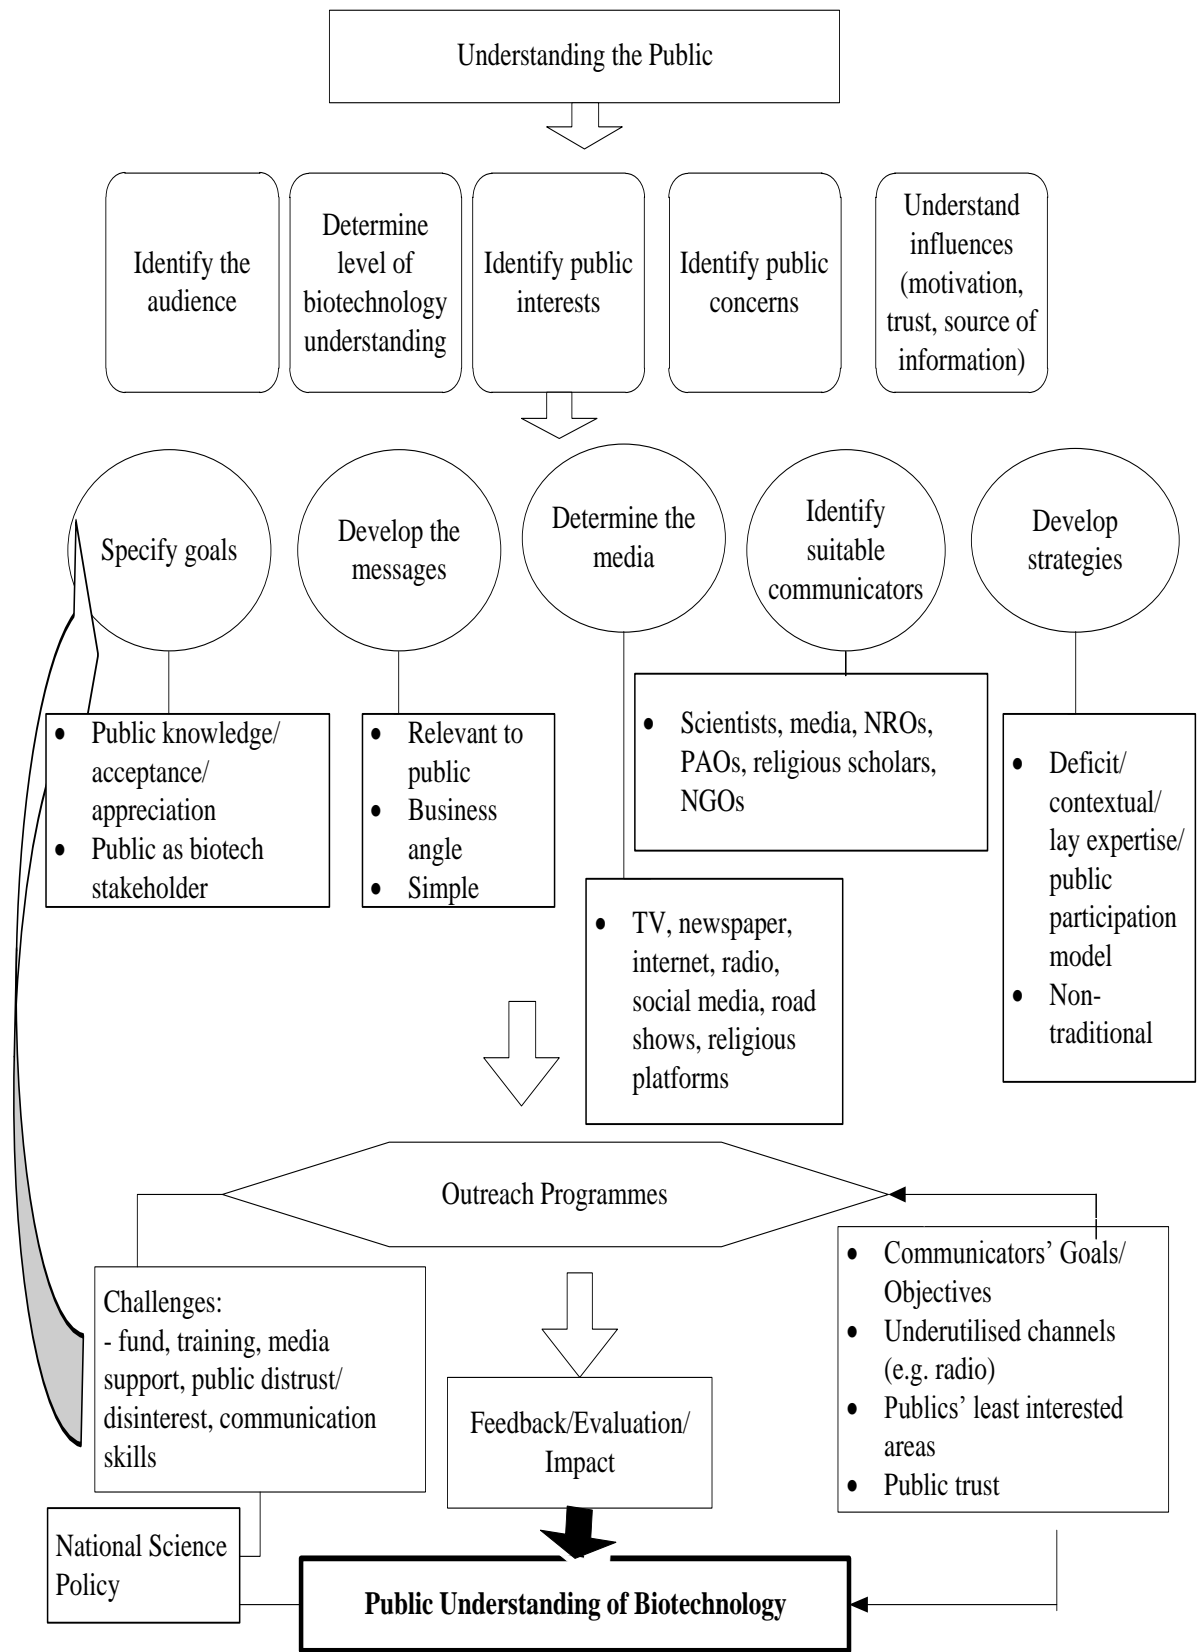 Understanding the Public
Identify the
audience
Determine
level of
biotechnology
understanding
Identify public
interests
Identify public
concerns
Understand
influences
(motivation,
trust, source of
information)
Specify goals
Develop the
messages
Determine the
media
Identify
suitable
communicators
Develop
strategies
• Public knowledge/
acceptance/
appreciation
• Public as biotech
stakeholder
• Relevant to
public
• Business
angle
• Simple
• TV, newspaper,
internet, radio,
social media, road
shows, religious
platforms
• Scientists, media, NROs,
PAOs, religious scholars,
NGOs
• Deficit/
contextual/
lay expertise/
public
participation
model
• Non-
traditional
Outreach Programmes
Challenges:
- fund, training, media
support, public distrust/
disinterest, communication
skills
Feedback/Evaluation/
Impact
• Communicators’ Goals/
Objectives
• Underutilised channels
(e.g. radio)
• Publics’ least interested
areas
• Public trust
National Science
Policy
Public Understanding of Biotechnology